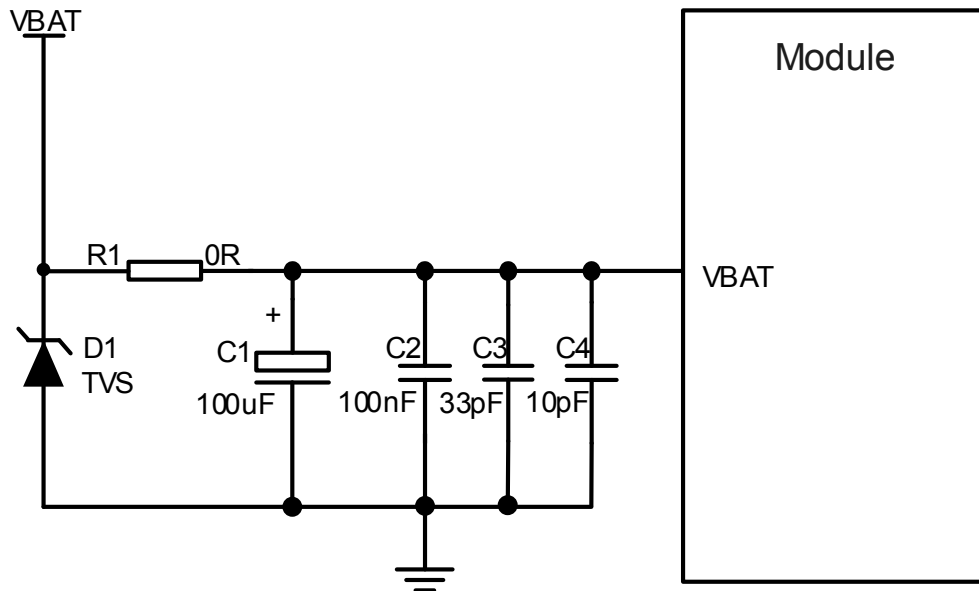 VBAT
Module
R1
0R
VBAT
+
D1
TVS
C1
100uF
C2
100nF
C3
33pF
C4
10pF